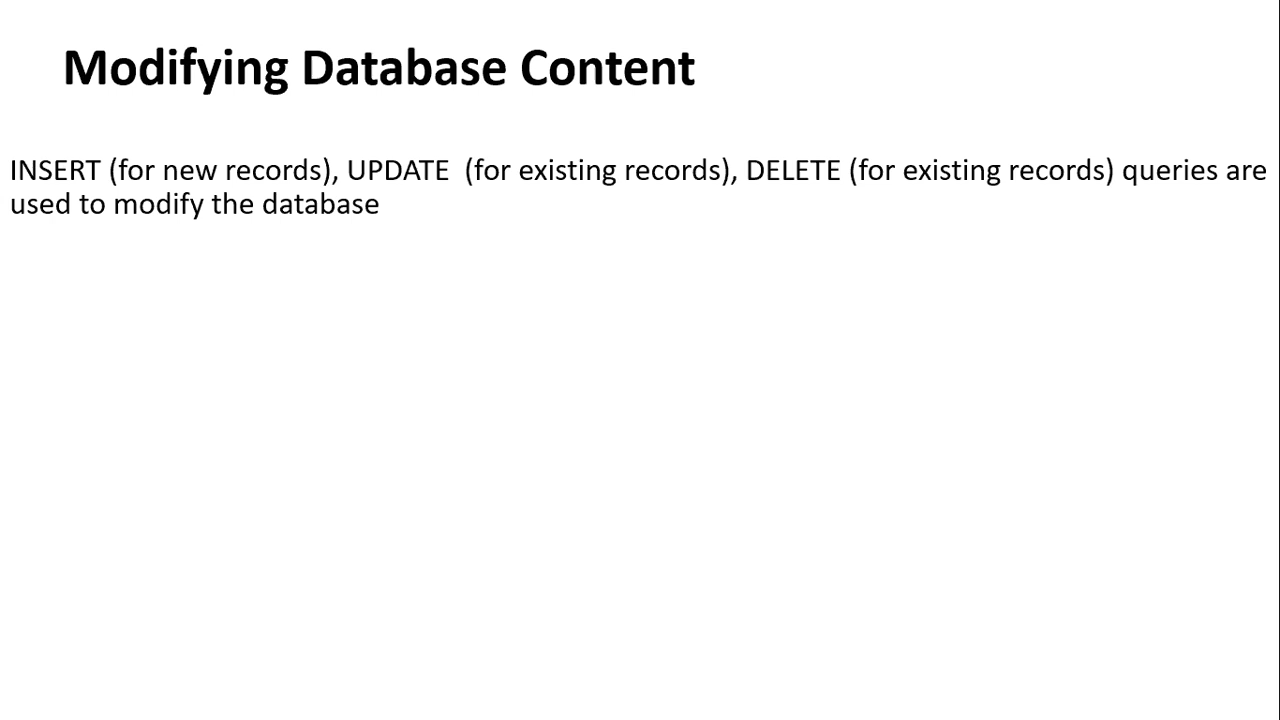 Modifying Database Content
INSERT (for new records), UPDATE  (for existing records), DELETE (for existing records) queries are
used to modify the database